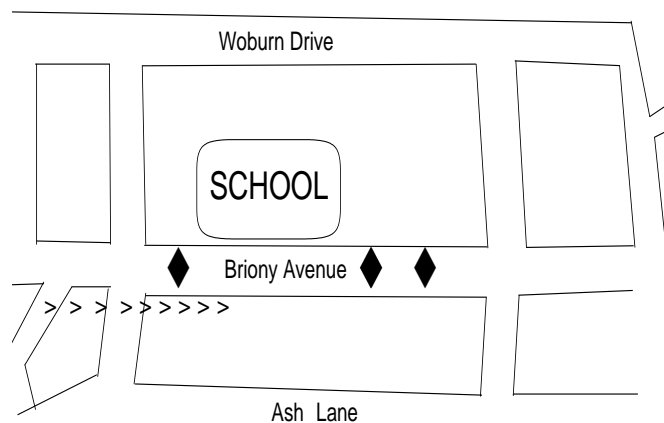 Woburn Drive
SCHOOL
Briony Avenue
> > > > > > > > >
Ash Lane